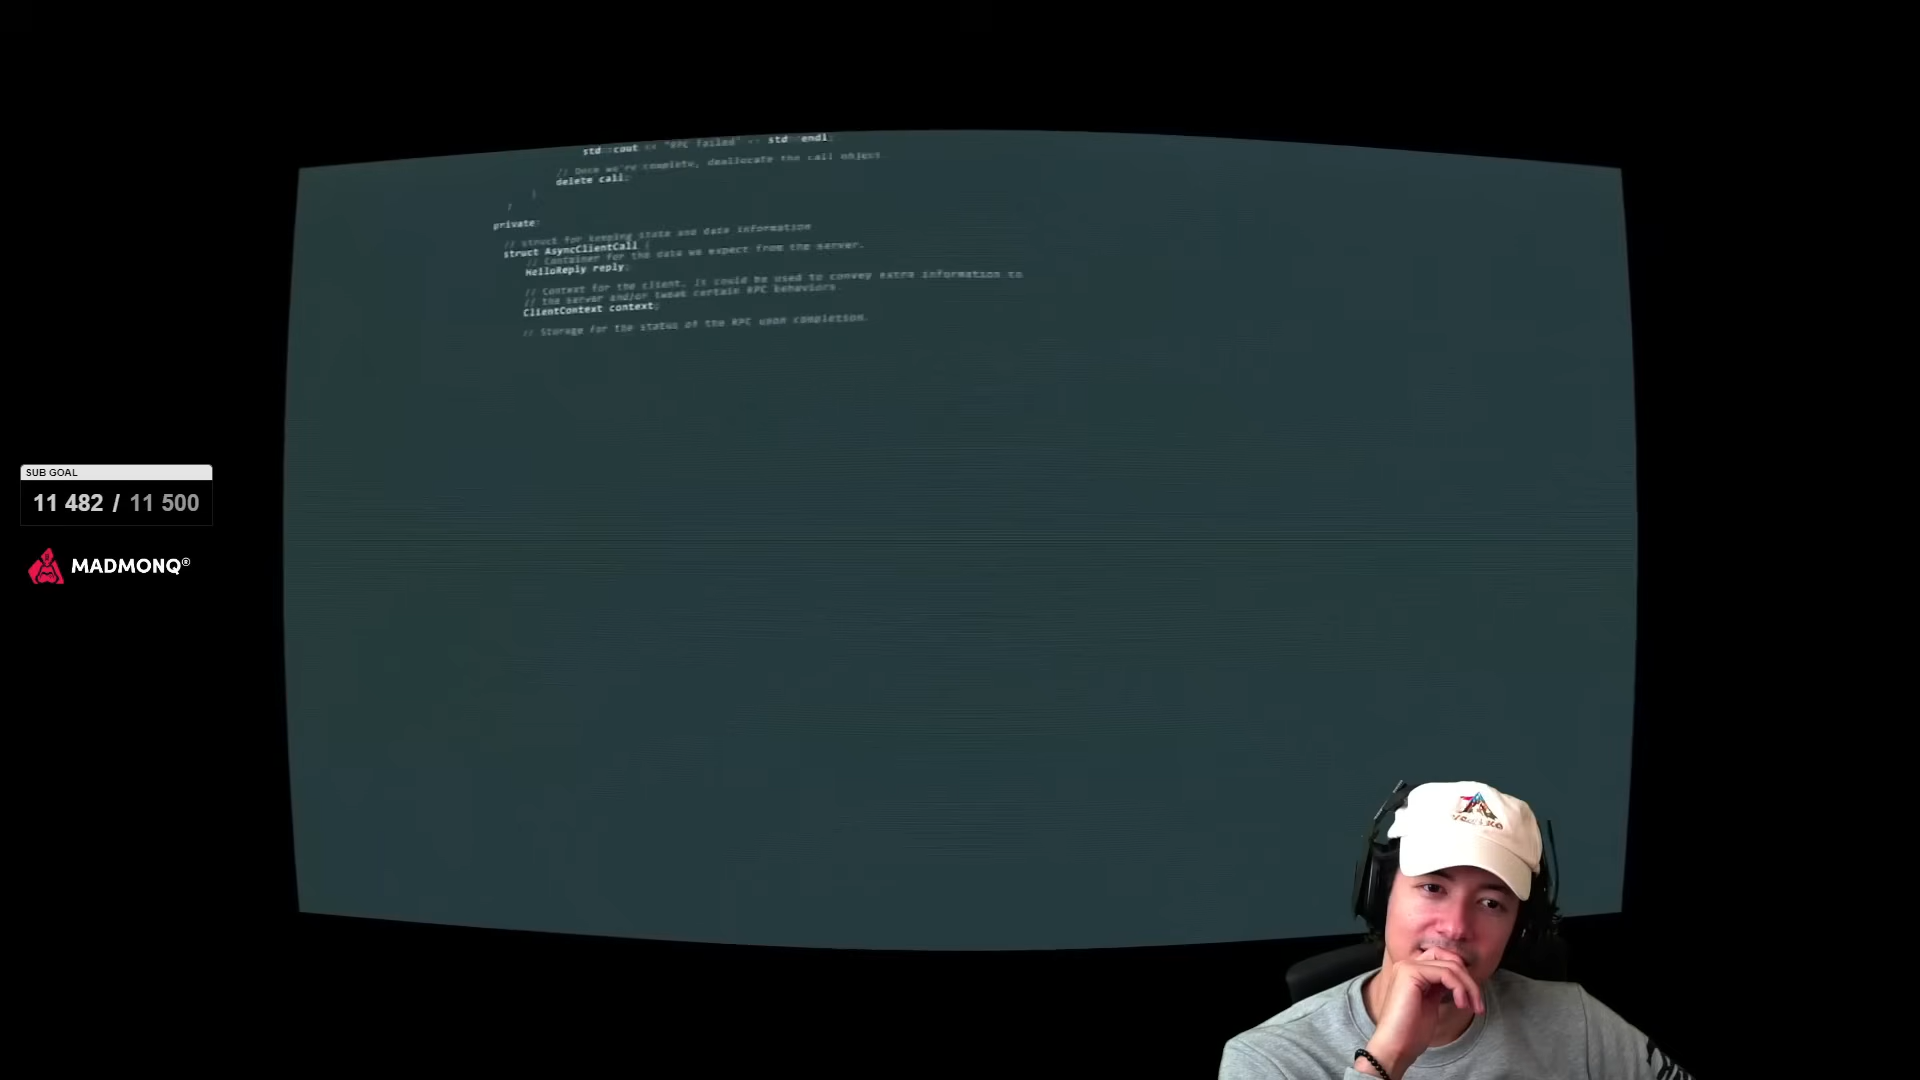 std::cout << "RPC failed" << std::endl;
// Once we're complete, deallocate the call object.
delete call;
}
}
private:
// struct for keeping state and data information
struct AsyncClientCall {
// Container for the data we expect from the server.
HelloReply reply;
// Context for the client. It could be used to convey extra information to
// the server and/or tweak certain RPC behaviors.
ClientContext context;
// Storage for the status of the RPC upon completion.
SUB GOAL
11 482 / 11 500
MADMONQ®